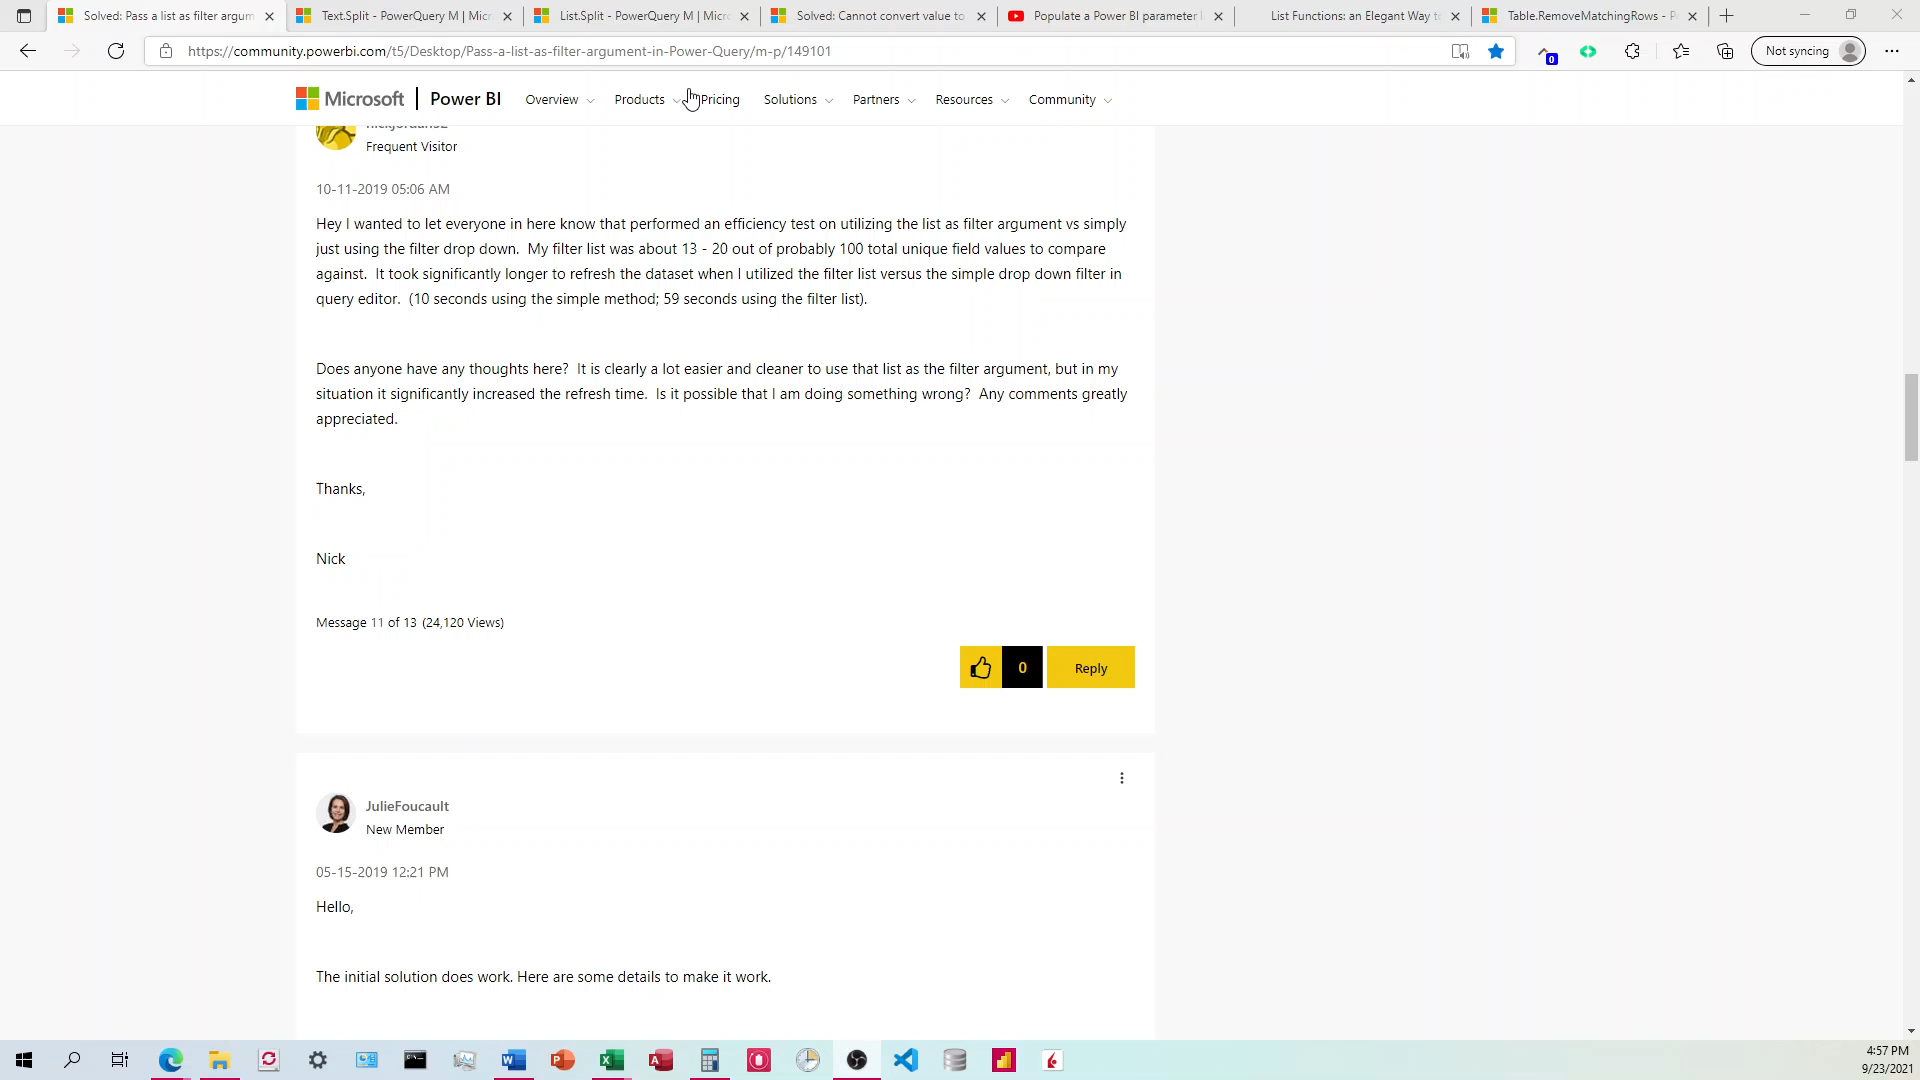 Solved: Pass a list as filter argum
Text.Split - PowerQuery M | Micr
List.Split - PowerQuery M | Micro
Solved: Cannot convert value to
Populate a Power BI parameter
List Functions: an Elegant Way to
Table.RemoveMatchingRows - P
https://community.powerbi.com/t5/Desktop/Pass-a-list-as-filter-argument-in-Power-Query/m-p/149101
0
Not syncing
Microsoft
Power BI
Overview
Products
Pricing
Solutions
Partners
Resources
Community
Frequent Visitor
10-11-2019 05:06 AM
Hey I wanted to let everyone in here know that performed an efficiency test on utilizing the list as filter argument vs simply
just using the filter drop down. My filter list was about 13 - 20 out of probably 100 total unique field values to compare
against. It took significantly longer to refresh the dataset when I utilized the filter list versus the simple drop down filter in
query editor. (10 seconds using the simple method; 59 seconds using the filter list).
Does anyone have any thoughts here? It is clearly a lot easier and cleaner to use that list as the filter argument, but in my
situation it significantly increased the refresh time. Is it possible that I am doing something wrong? Any comments greatly
appreciated.
Thanks,
Nick
Message 11 of 13 (24,120 Views)
0
Reply
JulieFoucault
New Member
05-15-2019 12:21 PM
Hello,
The initial solution does work. Here are some details to make it work.
4:57 PM
9/23/2021